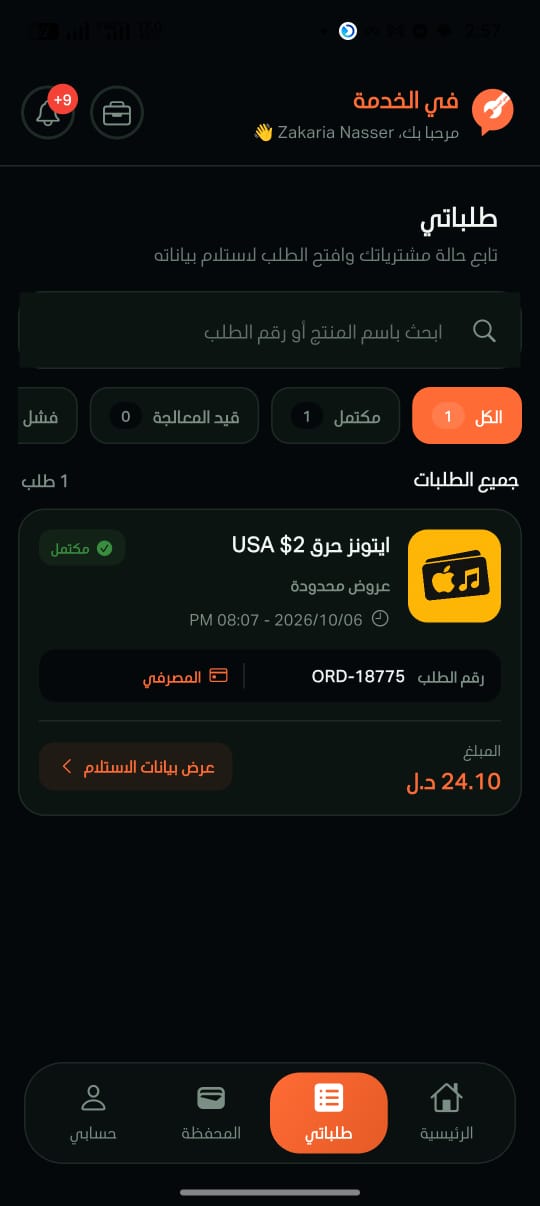 2:57
في الخدمة
مرحبا بك، Zakaria Nasser 👋
+9
طلباتي
تابع حالة مشترياتك وافتح الطلب لاستلام بياناته
ابحث باسم المنتج أو رقم الطلب
الكل 1
مكتمل 1
قيد المعالجة 0
فشل
جميع الطلبات
1 طلب
ايتونز حرق 2$ USA
مكتمل
عروض محدودة
2026/10/06 - 08:07 PM
رقم الطلب ORD-18775
المصرفي
المبلغ
24.10 د.ل
عرض بيانات الاستلام
الرئيسية
طلباتي
المحفظة
حسابي